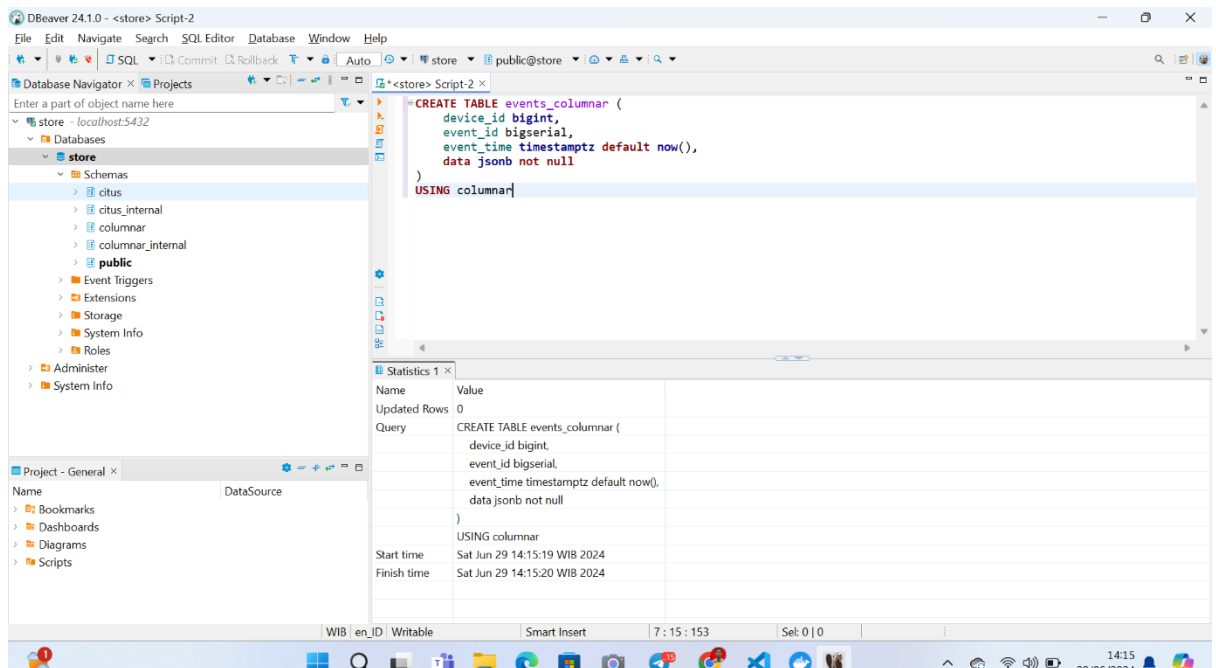 DBeaver 24.1.0 - <store> Script-2
File Edit Navigate Search SQL Editor Database Window Help
SQL Commit Rollback Auto store public@store
Database Navigator × Projects
Enter a part of object name here
store - localhost:5432
Databases
store
Schemas
citus
citus_internal
columnar
columnar_internal
public
Event Triggers
Extensions
Storage
System Info
Roles
Administer
System Info
Project - General ×
Name DataSource
Bookmarks
Dashboards
Diagrams
Scripts
*<store> Script-2 ×
CREATE TABLE events_columnar (
device_id bigint,
event_id bigserial,
event_time timestamptz default now(),
data jsonb not null
)
USING columnar
Statistics 1 ×
Name Value
Updated Rows 0
Query CREATE TABLE events_columnar (
device_id bigint,
event_id bigserial,
event_time timestamptz default now(),
data jsonb not null
)
USING columnar
Start time Sat Jun 29 14:15:19 WIB 2024
Finish time Sat Jun 29 14:15:20 WIB 2024
WIB en_ID Writable Smart Insert 7 : 15 : 153 Sel: 0 | 0
1
15
14:15